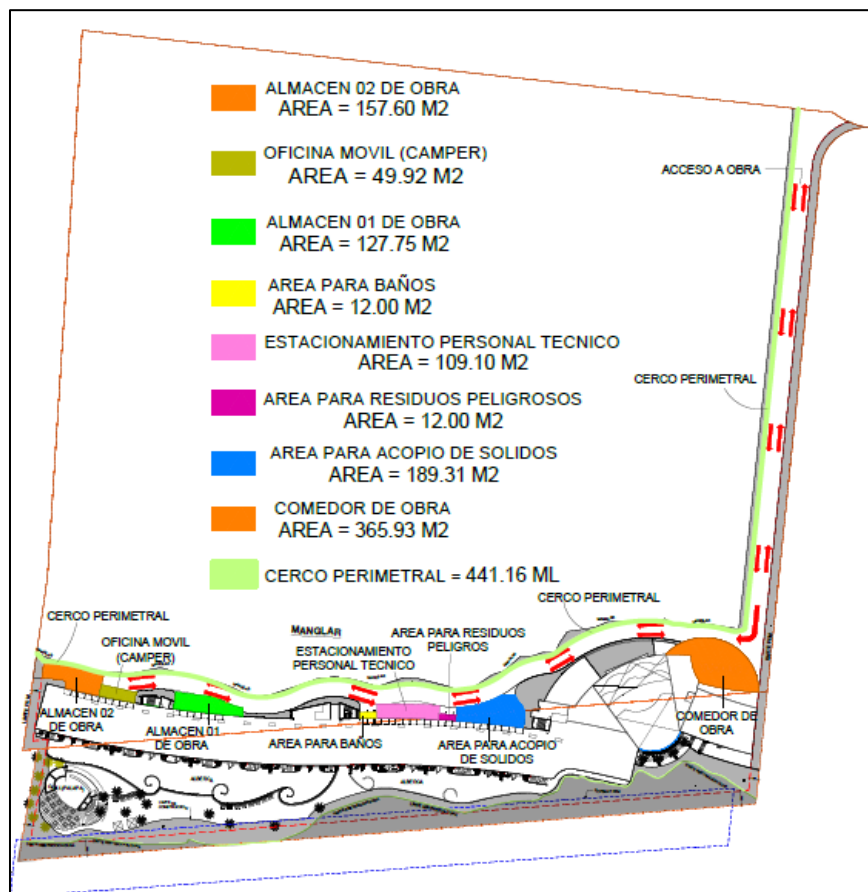 ALMACEN 02 DE OBRA
AREA = 157.60 M2
OFICINA MOVIL (CAMPER)
AREA = 49.92 M2
ALMACEN 01 DE OBRA
AREA = 127.75 M2
AREA PARA BAÑOS
AREA = 12.00 M2
ESTACIONAMIENTO PERSONAL TECNICO
AREA = 109.10 M2
AREA PARA RESIDUOS PELIGROSOS
AREA = 12.00 M2
AREA PARA ACOPIO DE SOLIDOS
AREA = 189.31 M2
COMEDOR DE OBRA
AREA = 365.93 M2
CERCO PERIMETRAL = 441.16 ML
ACCESO A OBRA
CERCO PERIMETRAL
CERCO PERIMETRAL
CERCO PERIMETRAL
OFICINA MOVIL
(CAMPER)
MANGLAR
ESTACIONAMIENTO
PERSONAL TECNICO
AREA PARA RESIDUOS
PELIGROS
ALMACEN 02
DE OBRA
ALMACEN 01
DE OBRA
AREA PARA BAÑOS
AREA PARA ACOPIO
DE SOLIDOS
COMEDOR DE
OBRA
ALBERCA
ALBERCA